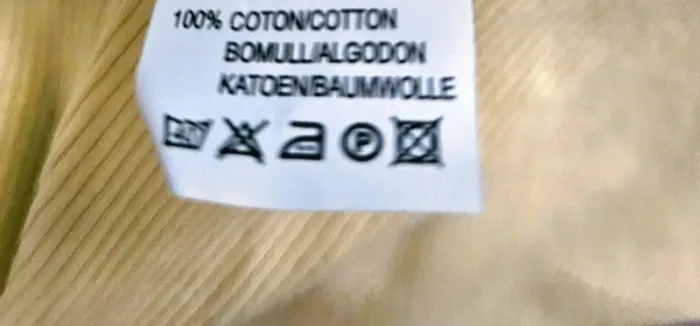 100% COTON/COTTON
BOMULL/ALGODON
KATOEN/BAUMWOLLE
P